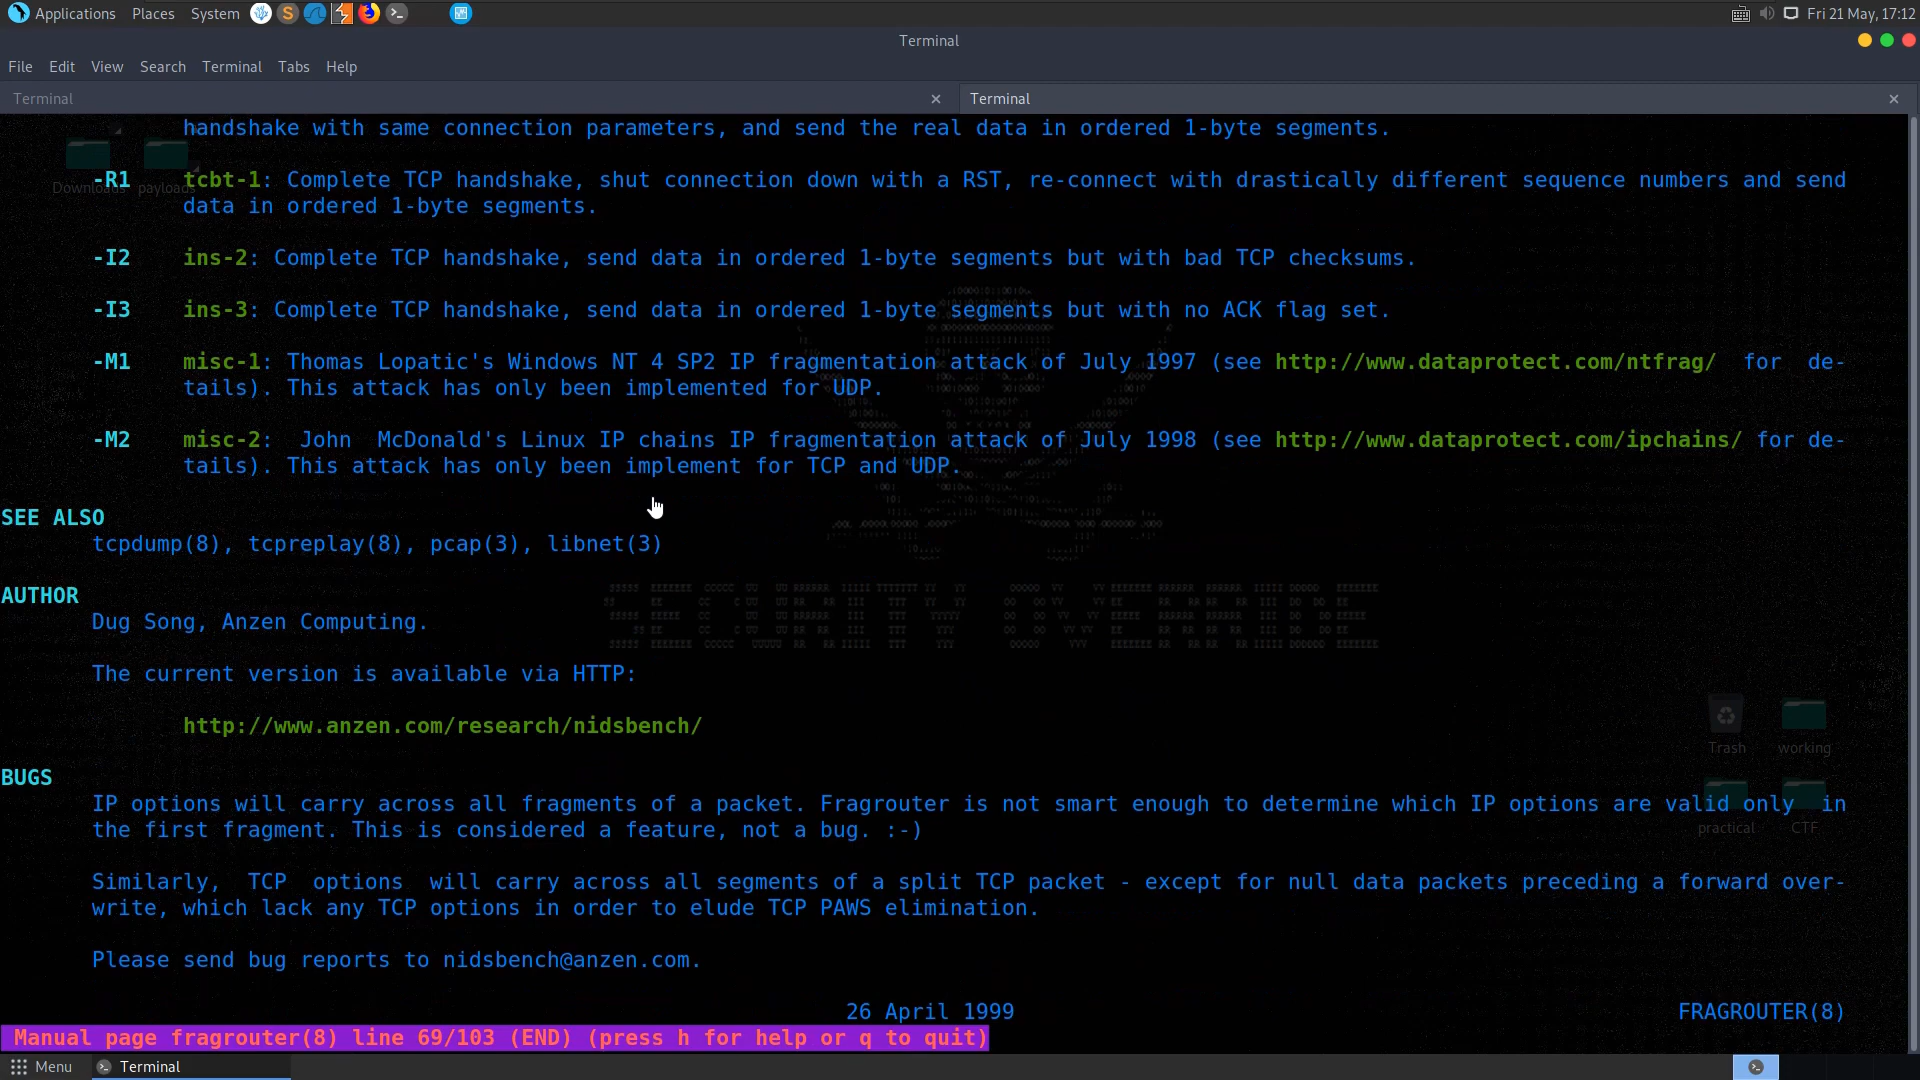 Applications Places System Fri 21 May, 17:12
Terminal
File Edit View Search Terminal Tabs Help
Terminal × Terminal ×
handshake with same connection parameters, and send the real data in ordered 1-byte segments.
Downloads payloads
-R1 tcbt-1: Complete TCP handshake, shut connection down with a RST, re-connect with drastically different sequence numbers and send
data in ordered 1-byte segments.
-I2 ins-2: Complete TCP handshake, send data in ordered 1-byte segments but with bad TCP checksums.
-I3 ins-3: Complete TCP handshake, send data in ordered 1-byte segments but with no ACK flag set.
-M1 misc-1: Thomas Lopatic's Windows NT 4 SP2 IP fragmentation attack of July 1997 (see http://www.dataprotect.com/ntfrag/ for de-
tails). This attack has only been implemented for UDP.
-M2 misc-2: John McDonald's Linux IP chains IP fragmentation attack of July 1998 (see http://www.dataprotect.com/ipchains/ for de-
tails). This attack has only been implement for TCP and UDP.
SEE ALSO
tcpdump(8), tcpreplay(8), pcap(3), libnet(3)
AUTHOR
Dug Song, Anzen Computing.
The current version is available via HTTP:
http://www.anzen.com/research/nidsbench/
Trash working
BUGS
IP options will carry across all fragments of a packet. Fragrouter is not smart enough to determine which IP options are valid only in
the first fragment. This is considered a feature, not a bug. :-)
practical CTF
Similarly, TCP options will carry across all segments of a split TCP packet - except for null data packets preceding a forward over-
write, which lack any TCP options in order to elude TCP PAWS elimination.
Please send bug reports to nidsbench@anzen.com.
26 April 1999 FRAGROUTER(8)
Manual page fragrouter(8) line 69/103 (END) (press h for help or q to quit)
Menu Terminal